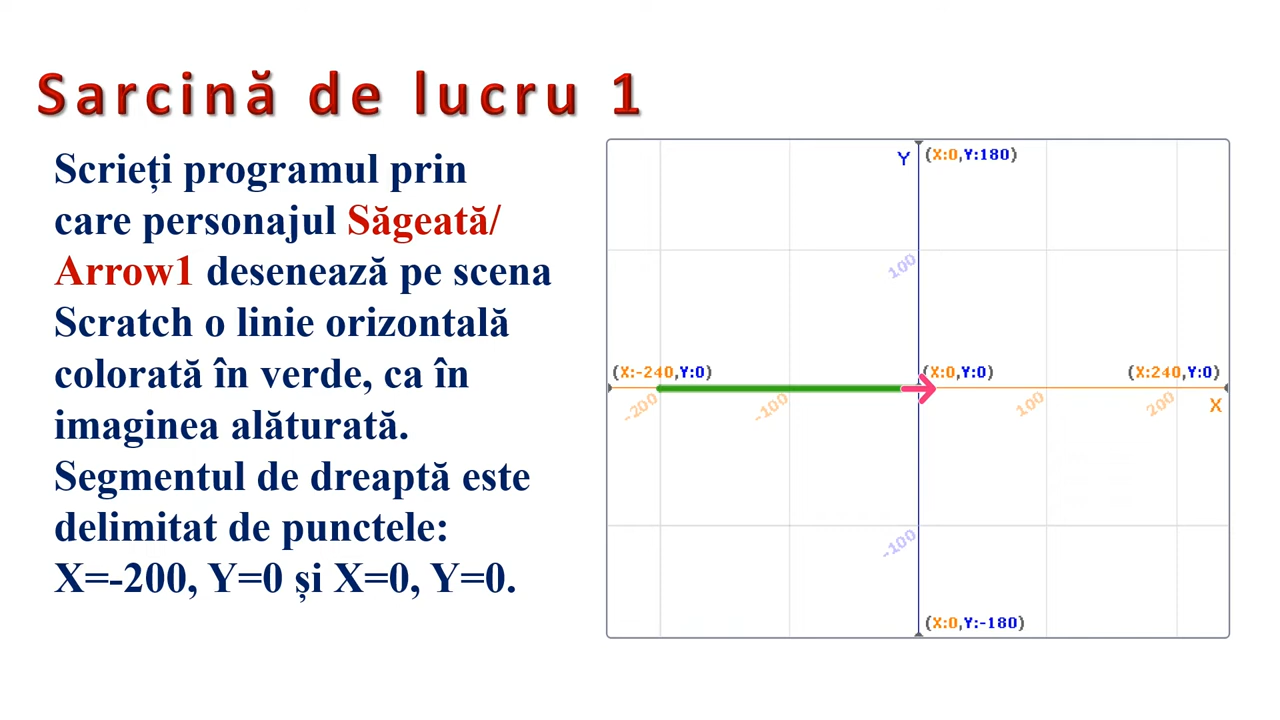 Sarcină de lucru 1
Scrieți programul prin
care personajul Săgeată/
Arrow1 desenează pe scena
Scratch o linie orizontală
colorată în verde, ca în
imaginea alăturată.
Segmentul de dreaptă este
delimitat de punctele:
X=-200, Y=0 și X=0, Y=0.
Y
(X:0,Y:180)
100
(X:-240,Y:0)
(X:0,Y:0)
(X:240,Y:0)
-200
-100
100
200
X
-100
(X:0,Y:-180)